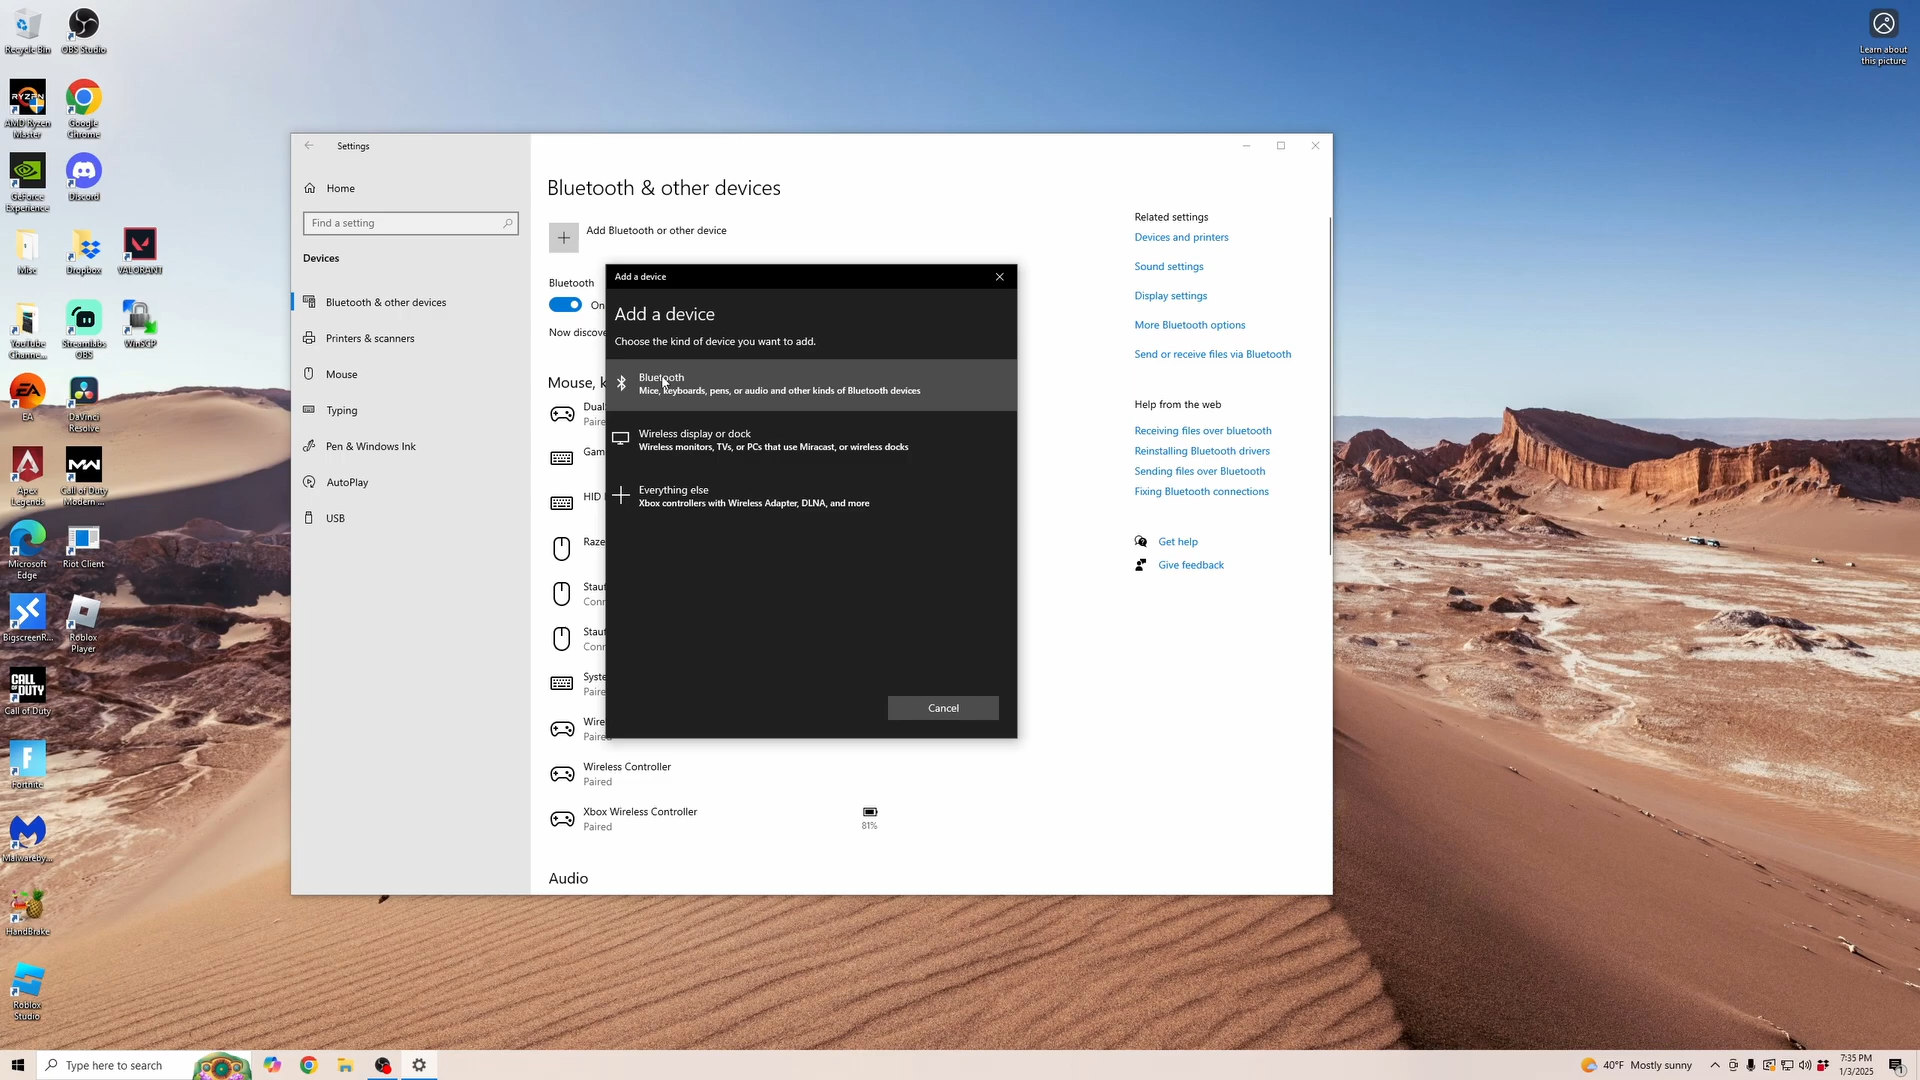 Recycle Bin
OBS Studio
AMD Ryzen
Master
Google
Chrome
GeForce
Experience
Discord
Misc
Dropbox
VALORANT
YouTube
Channe...
Streamlabs
OBS
WinSCP
EA
DaVinci
Resolve
Apex
Legends
Call of Duty
Modern ...
Microsoft
Edge
Riot Client
BigscreenR...
Roblox
Player
Call of Duty
Fortnite
Malwareby...
HandBrake
Roblox
Studio
Learn about
this picture
Settings
Home
Find a setting
Devices
Bluetooth & other devices
Printers & scanners
Mouse
Typing
Pen & Windows Ink
AutoPlay
USB
Bluetooth & other devices
Add Bluetooth or other device
Bluetooth
On
Now discove
Mouse, k
Dual
Paire
Gam
HID
Raze
Stauf
Conn
Stauf
Conn
Syste
Paire
Wire
Paire
Wireless Controller
Paired
Xbox Wireless Controller
Paired
81%
Audio
Add a device
Add a device
Choose the kind of device you want to add.
Bluetooth
Mice, keyboards, pens, or audio and other kinds of Bluetooth devices
Wireless display or dock
Wireless monitors, TVs, or PCs that use Miracast, or wireless docks
Everything else
Xbox controllers with Wireless Adapter, DLNA, and more
Cancel
Related settings
Devices and printers
Sound settings
Display settings
More Bluetooth options
Send or receive files via Bluetooth
Help from the web
Receiving files over bluetooth
Reinstalling Bluetooth drivers
Sending files over Bluetooth
Fixing Bluetooth connections
Get help
Give feedback
Type here to search
40°F Mostly sunny
7:35 PM
1/3/2025